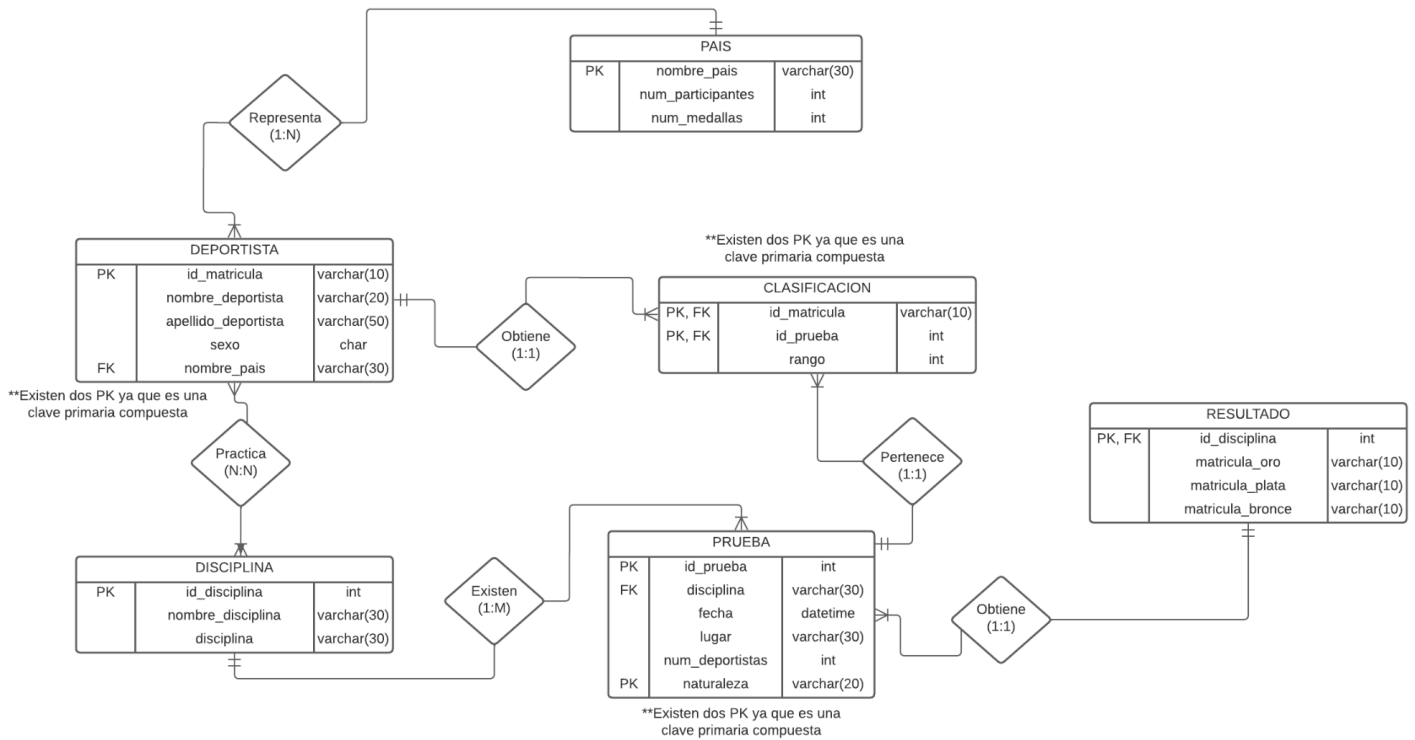 PAIS
PK nombre_pais varchar(30)
num_participantes int
num_medallas int
Representa
(1:N)
DEPORTISTA
PK id_matricula varchar(10)
nombre_deportista varchar(20)
apellido_deportista varchar(50)
sexo char
FK nombre_pais varchar(30)
**Existen dos PK ya que es una
clave primaria compuesta
Obtiene
(1:1)
**Existen dos PK ya que es una
clave primaria compuesta
CLASIFICACION
PK, FK id_matricula varchar(10)
PK, FK id_prueba int
rango int
Practica
(N:N)
Pertenece
(1:1)
RESULTADO
PK, FK id_disciplina int
matricula_oro varchar(10)
matricula_plata varchar(10)
matricula_bronce varchar(10)
DISCIPLINA
PK id_disciplina int
nombre_disciplina varchar(30)
disciplina varchar(30)
Existen
(1:M)
PRUEBA
PK id_prueba int
FK disciplina varchar(30)
fecha datetime
lugar varchar(30)
num_deportistas int
PK naturaleza varchar(20)
**Existen dos PK ya que es una
clave primaria compuesta
Obtiene
(1:1)